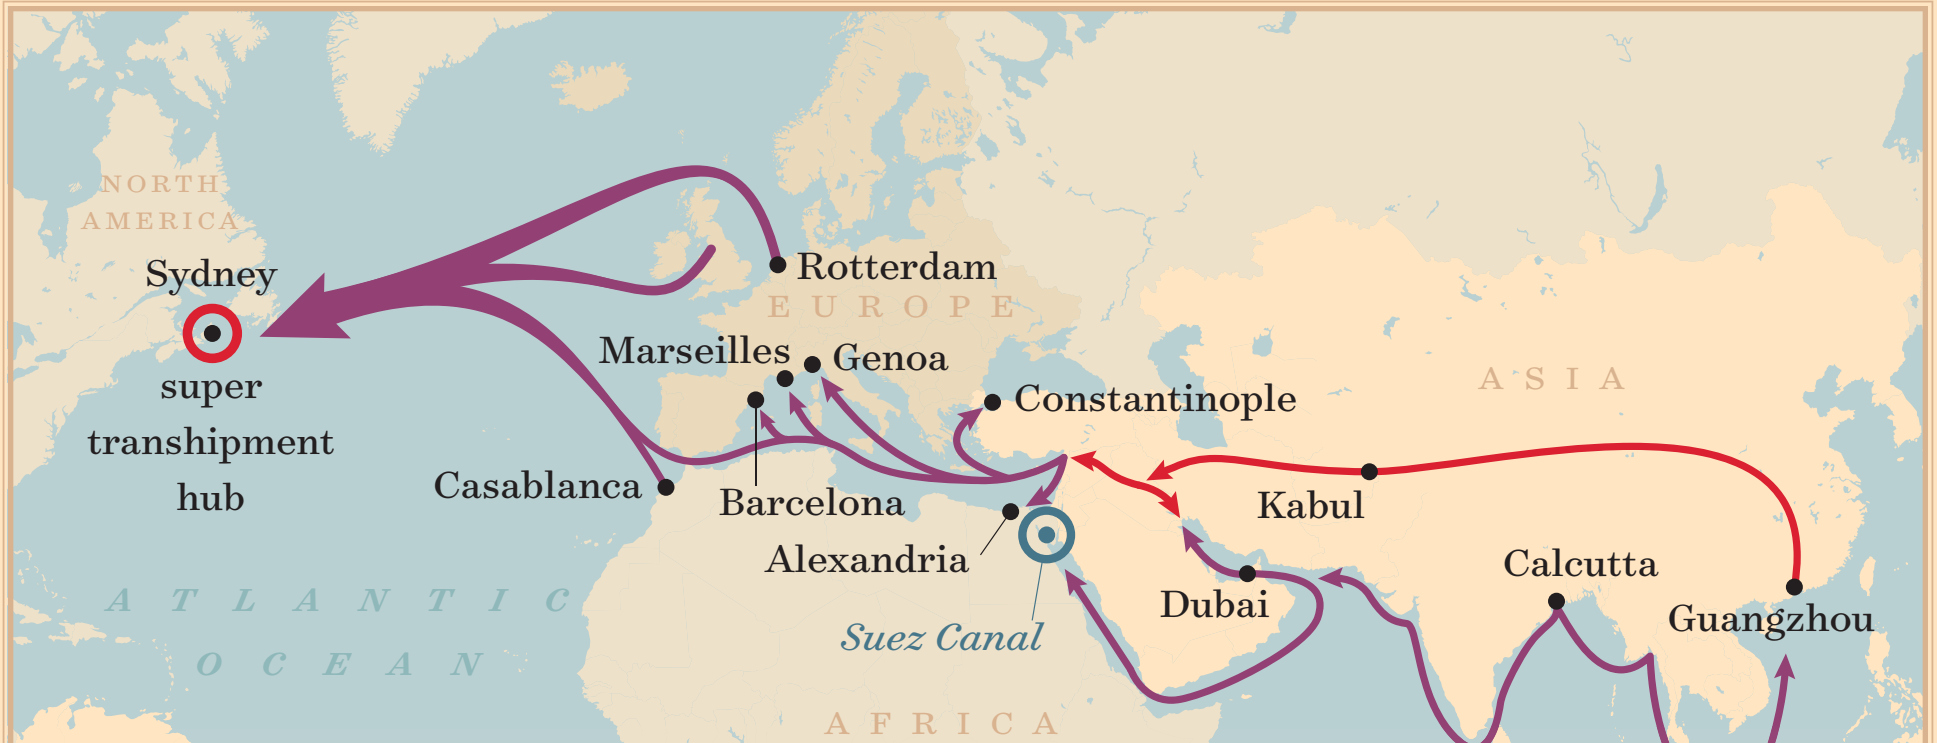 NORTH
AMERICA
Sydney
super
transhipment
hub
Rotterdam
EUROPE
Marseilles
Genoa
Constantinople
ASIA
Casablanca
Barcelona
Kabul
Alexandria
Calcutta
Dubai
Guangzhou
Suez Canal
ATLANTIC
OCEAN
AFRICA